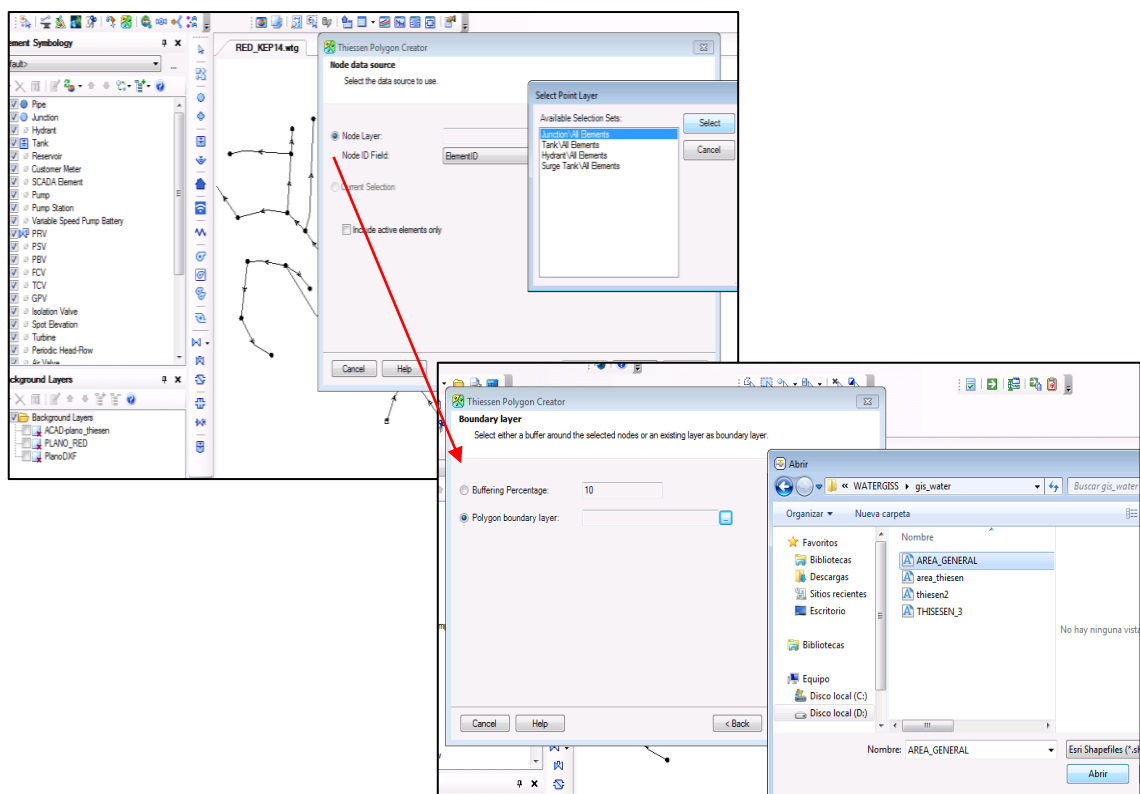 ement Symbology
RED_KEP14.wtg
Thiessen Polygon Creator
Node data source
Select the data source to use.
Node Layer:
Node ID Field:
ElementID
Current Selection
Include active elements only
Cancel
Help
Select Point Layer
Available Selection Sets:
Junction\All Elements
Tank\All Elements
Hydrant\All Elements
Surge Tank\All Elements
Select
Cancel
fault>
Pipe
Junction
Hydrant
Tank
Reservoir
Customer Meter
SCADA Element
Pump
Pump Station
Variable Speed Pump Battery
PRV
PSV
PBV
FCV
TCV
GPV
Isolation Valve
Spot Elevation
Turbine
Periodic Head-Flow
Air Valve
ckground Layers
Background Layers
ACAD-plano_thiesen
PLANO_RED
PlanoDXF
Thiessen Polygon Creator
Boundary layer
Select either a buffer around the selected nodes or an existing layer as boundary layer.
Buffering Percentage:
10
Polygon boundary layer:
...
Cancel
Help
< Back
Abrir
« WATERGISS
gis_water
Buscar gis_water
Organizar
Nueva carpeta
Favoritos
Bibliotecas
Descargas
Sitios recientes
Escritorio
Bibliotecas
Equipo
Disco local (C:)
Disco local (D:)
Nombre
AREA_GENERAL
area_thiesen
thiesen2
THISESEN_3
No hay ninguna vista
Nombre:
AREA_GENERAL
Esri Shapefiles (*.sh
Abrir